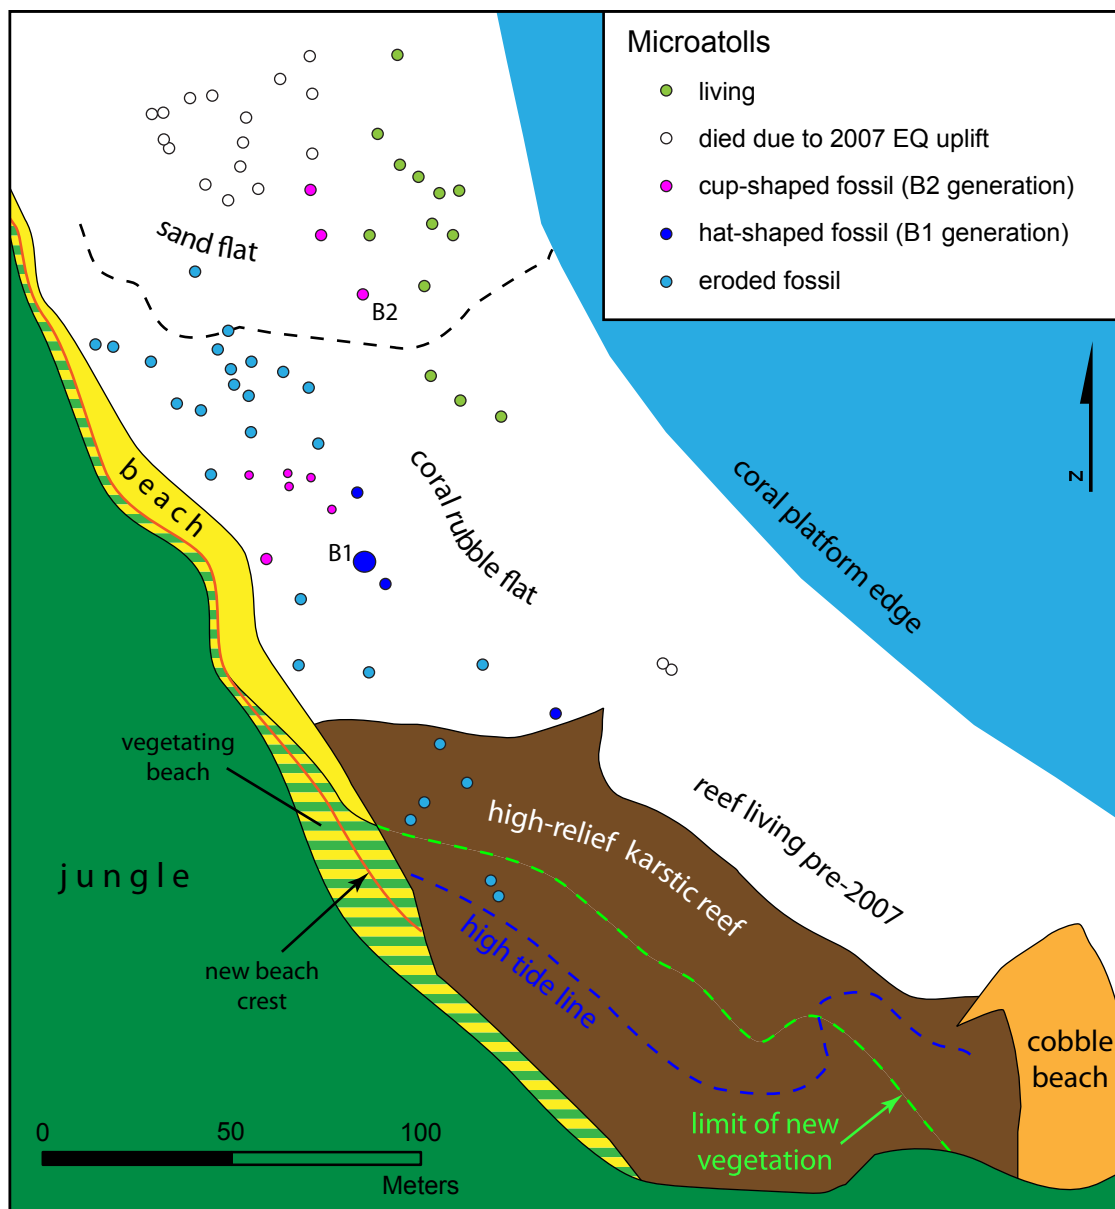 Microatolls
living
died due to 2007 EQ uplift
cup-shaped fossil (B2 generation)
hat-shaped fossil (B1 generation)
eroded fossil
sand flat
B2
N
beach
coral rubble flat
coral platform edge
B1
vegetating
beach
high-relief karstic reef
reef living pre-2007
jungle
high tide line
new beach
crest
cobble
beach
limit of new
vegetation
0 50 100
Meters